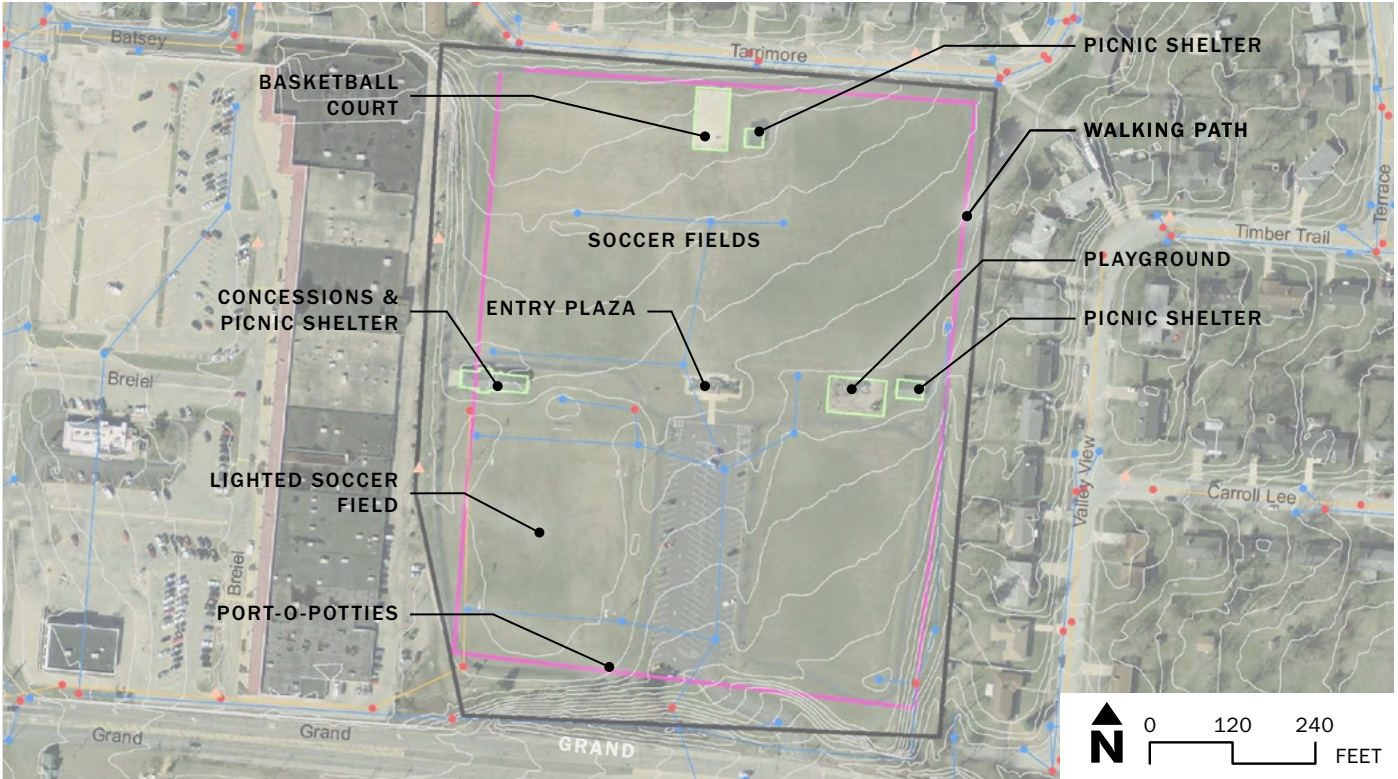 Batsey
Tarrimore
PICNIC SHELTER
BASKETBALL
COURT
WALKING PATH
Terrace
Timber Trail
SOCCER FIELDS
PLAYGROUND
CONCESSIONS &
PICNIC SHELTER
ENTRY PLAZA
PICNIC SHELTER
Breiel
LIGHTED SOCCER
FIELD
Valley View
Carroll Lee
Breiel
PORT-O-POTTIES
Grand
Grand
GRAND
N
0 120 240
FEET